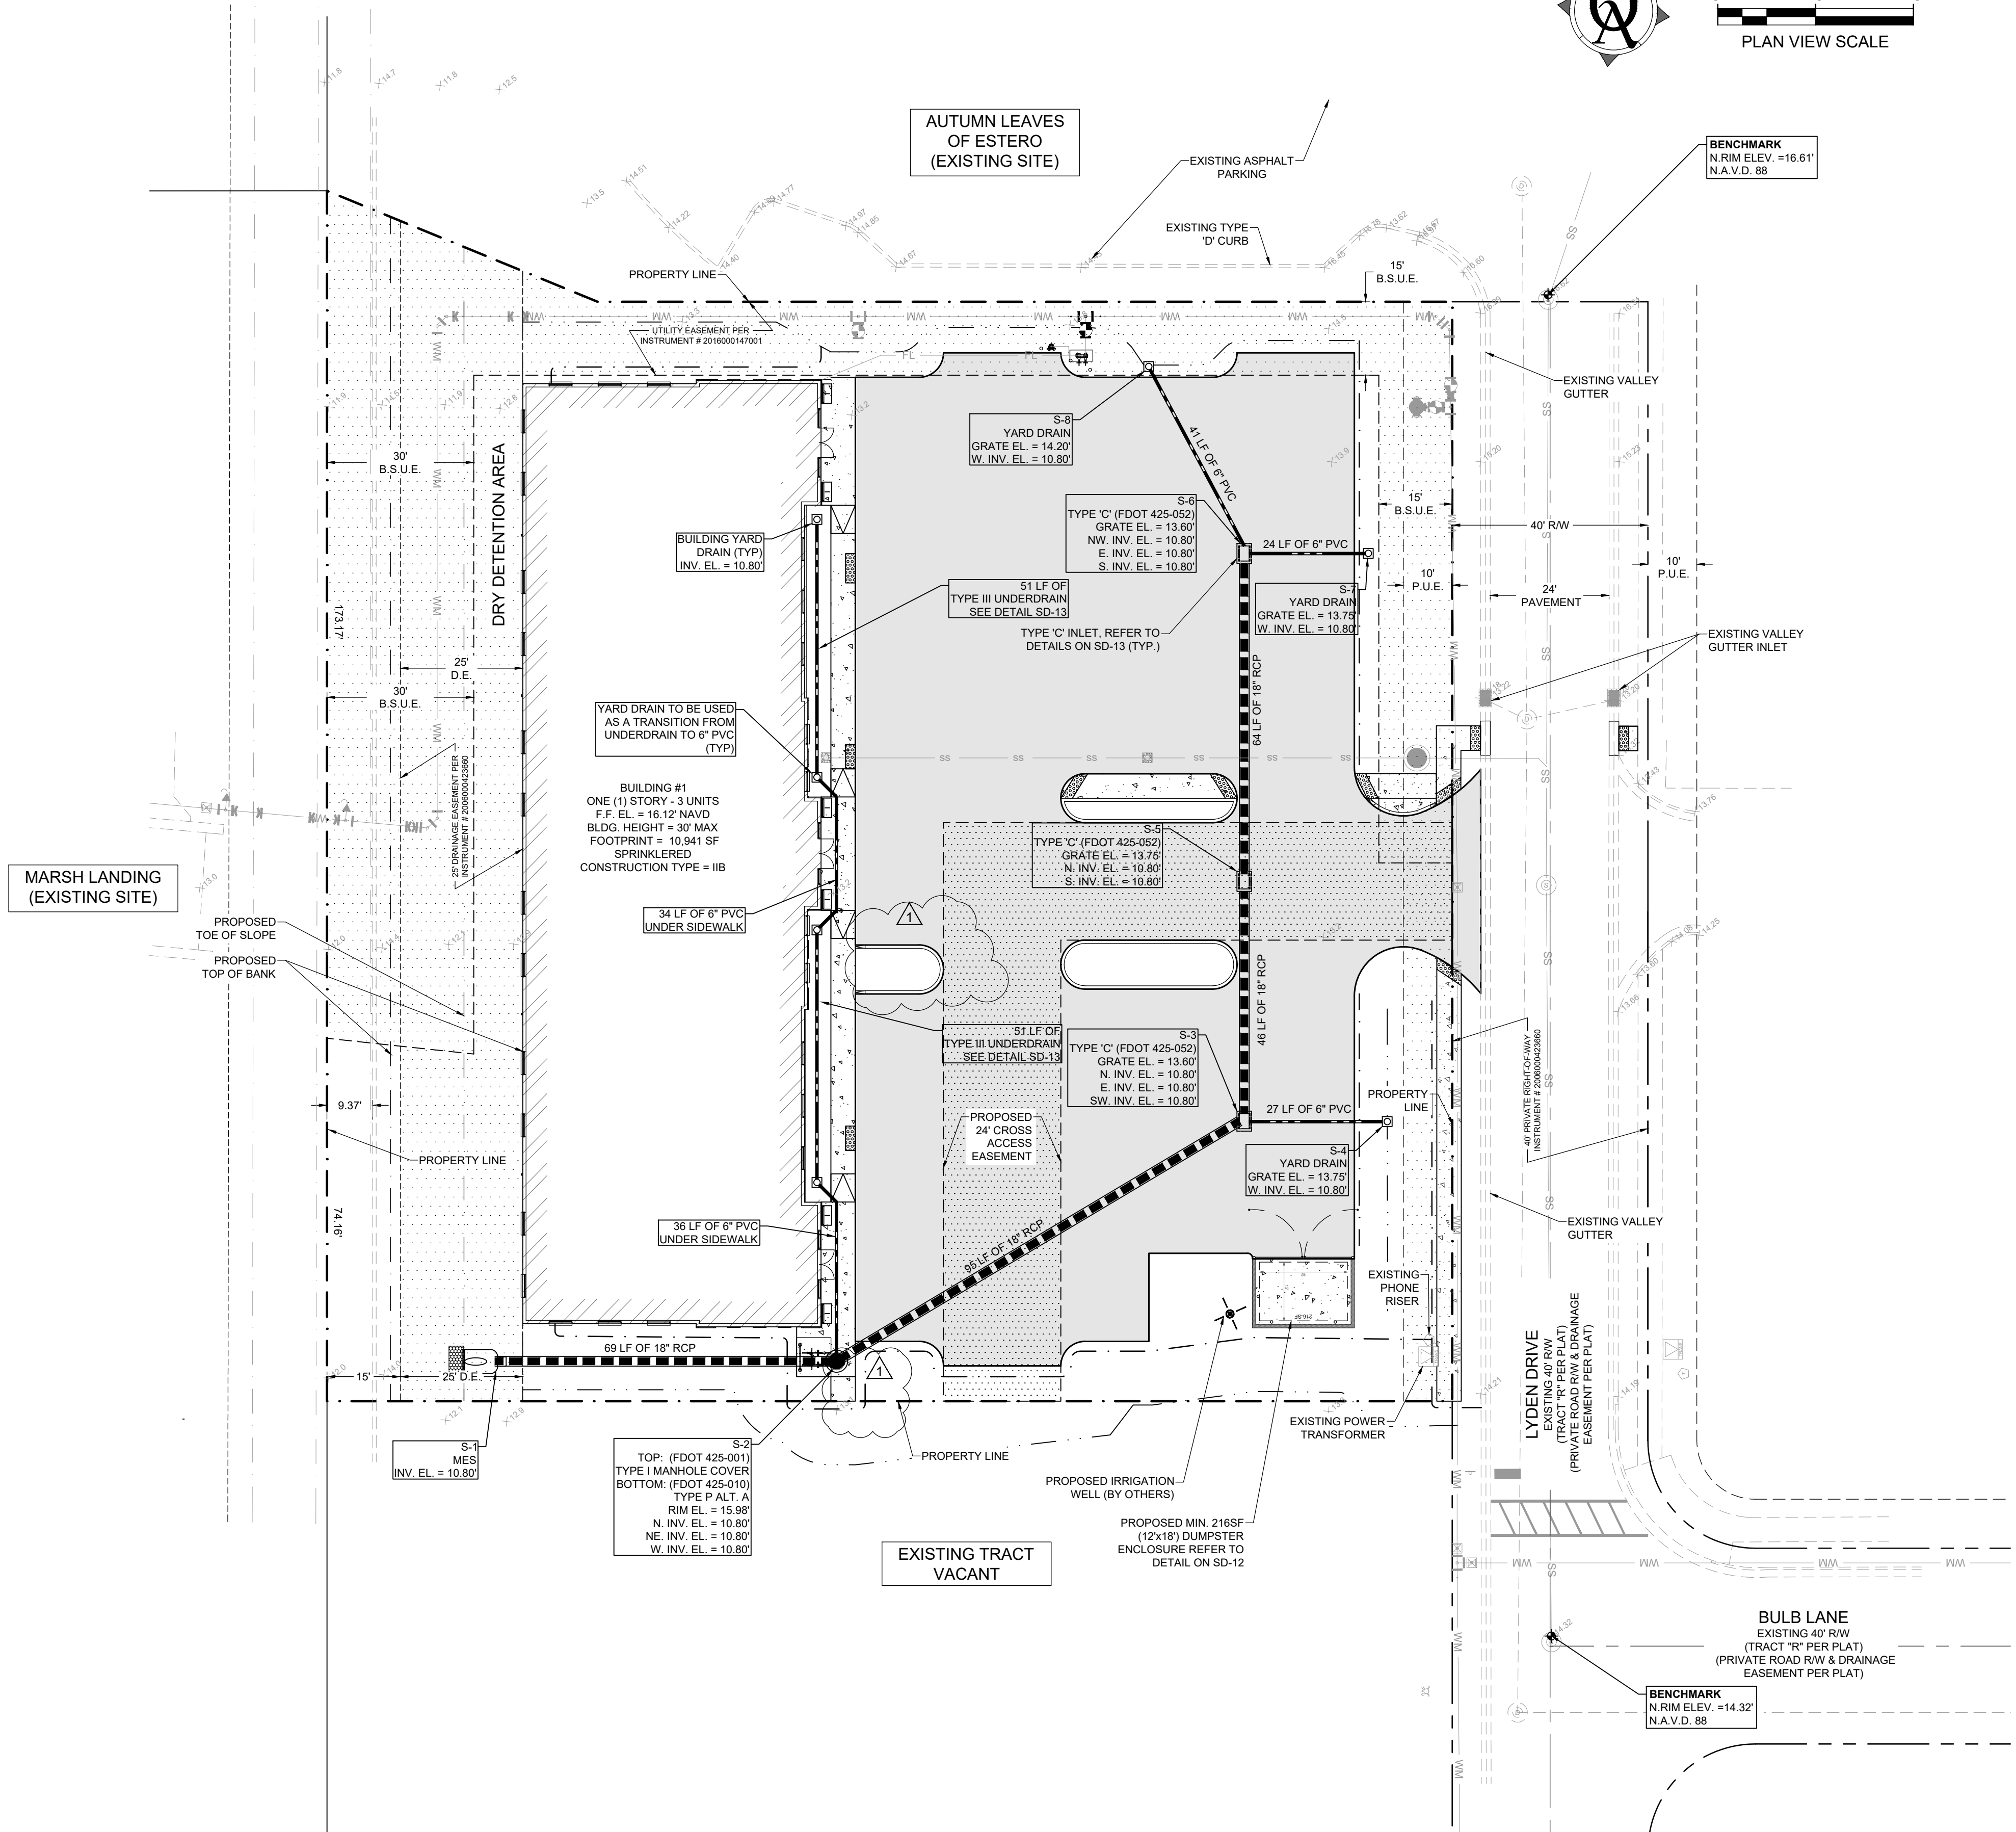 PLAN VIEW SCALE
AUTUMN LEAVES
OF ESTERO
(EXISTING SITE)
BENCHMARK
N.RIM ELEV. =16.61'
N.A.V.D. 88
EXISTING ASPHALT
PARKING
EXISTING TYPE
'D' CURB
PROPERTY LINE
15'
B.S.U.E.
UTILITY EASEMENT PER
INSTRUMENT # 2016000147001
EXISTING VALLEY
GUTTER
30'
B.S.U.E.
DRY DETENTION AREA
S-8
YARD DRAIN
GRATE EL. = 14.20'
W. INV. EL. = 10.80'
41 LF OF 6" PVC
S-6
TYPE 'C' (FDOT 425-052)
GRATE EL. = 13.60'
NW. INV. EL. = 10.80'
E. INV. EL. = 10.80'
S. INV. EL. = 10.80'
15'
B.S.U.E.
40' R/W
BUILDING YARD
DRAIN (TYP)
INV. EL. = 10.80'
24 LF OF 6" PVC
10'
P.U.E.
10'
P.U.E.
24'
PAVEMENT
51 LF OF
TYPE III UNDERDRAIN
SEE DETAIL SD-13
S-7
YARD DRAIN
GRATE EL. = 13.75'
W. INV. EL. = 10.80'
TYPE 'C' INLET, REFER TO
DETAILS ON SD-13 (TYP.)
EXISTING VALLEY
GUTTER INLET
173.17'
25'
D.E.
30'
B.S.U.E.
64 LF OF 18" RCP
YARD DRAIN TO BE USED
AS A TRANSITION FROM
UNDERDRAIN TO 6" PVC
(TYP)
25' DRAINAGE EASEMENT PER
INSTRUMENT # 2006000423660
BUILDING #1
ONE (1) STORY - 3 UNITS
F.F. EL. = 16.12' NAVD
BLDG. HEIGHT = 30' MAX
FOOTPRINT = 10,941 SF
SPRINKLERED
CONSTRUCTION TYPE = IIB
S-5
TYPE 'C' (FDOT 425-052)
GRATE EL. = 13.75'
N. INV. EL. = 10.80'
S. INV. EL. = 10.80'
MARSH LANDING
(EXISTING SITE)
34 LF OF 6" PVC
UNDER SIDEWALK
1
PROPOSED
TOE OF SLOPE
PROPOSED
TOP OF BANK
46 LF OF 18" RCP
51 LF OF
TYPE III UNDERDRAIN
SEE DETAIL SD-13
S-3
TYPE 'C' (FDOT 425-052)
GRATE EL. = 13.60'
N. INV. EL. = 10.80'
E. INV. EL. = 10.80'
SW. INV. EL. = 10.80'
40' PRIVATE RIGHT-OF-WAY
INSTRUMENT # 2006000423660
9.37'
PROPERTY
LINE
27 LF OF 6" PVC
PROPOSED
24' CROSS
ACCESS
EASEMENT
PROPERTY LINE
S-4
YARD DRAIN
GRATE EL. = 13.75'
W. INV. EL. = 10.80'
74.16'
36 LF OF 6" PVC
UNDER SIDEWALK
95 LF OF 18" RCP
EXISTING VALLEY
GUTTER
EXISTING
PHONE
RISER
216 SF
69 LF OF 18" RCP
1
15'
25' D.E.
LYDEN DRIVE
EXISTING 40' R/W
(TRACT "R" PER PLAT)
(PRIVATE ROAD R/W & DRAINAGE
EASEMENT PER PLAT)
EXISTING POWER
TRANSFORMER
S-1
MES
INV. EL. = 10.80'
S-2
TOP: (FDOT 425-001)
TYPE I MANHOLE COVER
BOTTOM: (FDOT 425-010)
TYPE P ALT. A
RIM EL. = 15.98'
N. INV. EL. = 10.80'
NE. INV. EL. = 10.80'
W. INV. EL. = 10.80'
PROPERTY LINE
PROPOSED IRRIGATION
WELL (BY OTHERS)
PROPOSED MIN. 216SF
(12'x18') DUMPSTER
ENCLOSURE REFER TO
DETAIL ON SD-12
EXISTING TRACT
VACANT
BULB LANE
EXISTING 40' R/W
(TRACT "R" PER PLAT)
(PRIVATE ROAD R/W & DRAINAGE
EASEMENT PER PLAT)
BENCHMARK
N.RIM ELEV. =14.32'
N.A.V.D. 88